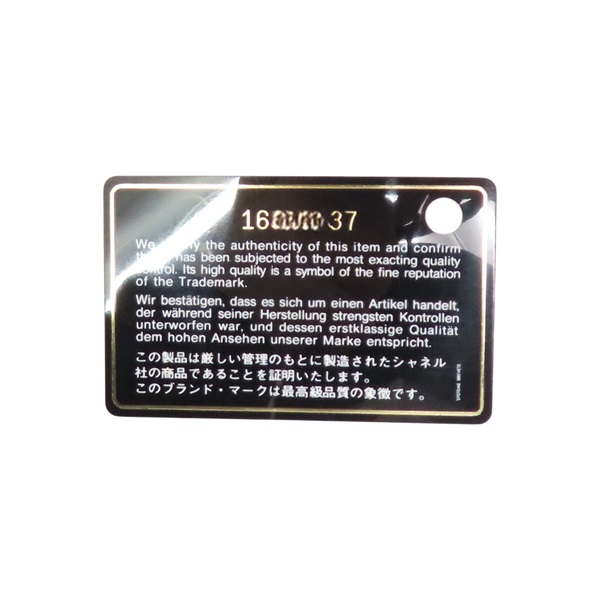 We the authenticity of this item and confirm
has been subjected to the most exacting quality
control. Its high quality is a symbol of the fine reputation
of the Trademark.
Wir bestätigen, dass es sich um einen Artikel handelt,
der während seiner Herstellung strengsten Kontrollen
unterworfen war, und dessen erstklassige Qualität
dem hohen Ansehen unserer Marke entspricht.
この製品は厳しい管理のもとに製造されたシャネル
社の商品であることを証明いたします。
このブランド・マークは最高級品質の象徴です。